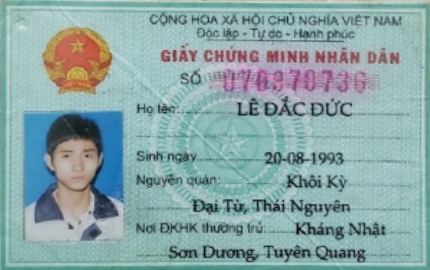 CỘNG HÒA XÃ HỘI CHỦ NGHĨA VIỆT NAM
Độc lập - Tự do - Hạnh phúc
GIẤY CHỨNG MINH NHÂN DÂN
SỐ 070970736
Họ tên: LÊ ĐẮC ĐỨC
Sinh ngày 20-08-1993
Nguyên quán: Khôi Kỳ
Đại Từ, Thái Nguyên
Nơi ĐKHK thường trú: Kháng Nhật
Sơn Dương, Tuyên Quang